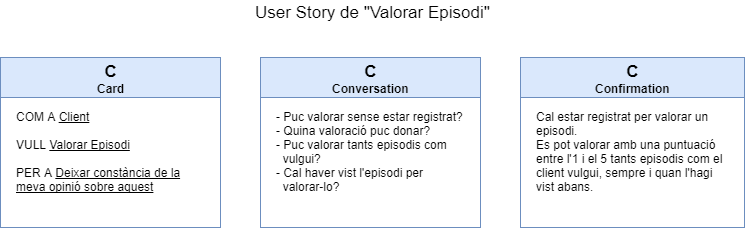 User Story de "Valorar Episodi"
C
Card
COM A Client
VULL Valorar Episodi
PER A Deixar constància de la
meva opinió sobre aquest
C
Conversation
- Puc valorar sense estar registrat?
- Quina valoració puc donar?
- Puc valorar tants episodis com
vulgui?
- Cal haver vist l'episodi per
valorar-lo?
C
Confirmation
Cal estar registrat per valorar un
episodi.
Es pot valorar amb una puntuació
entre l'1 i el 5 tants episodis com el
client vulgui, sempre i quan l'hagi
vist abans.